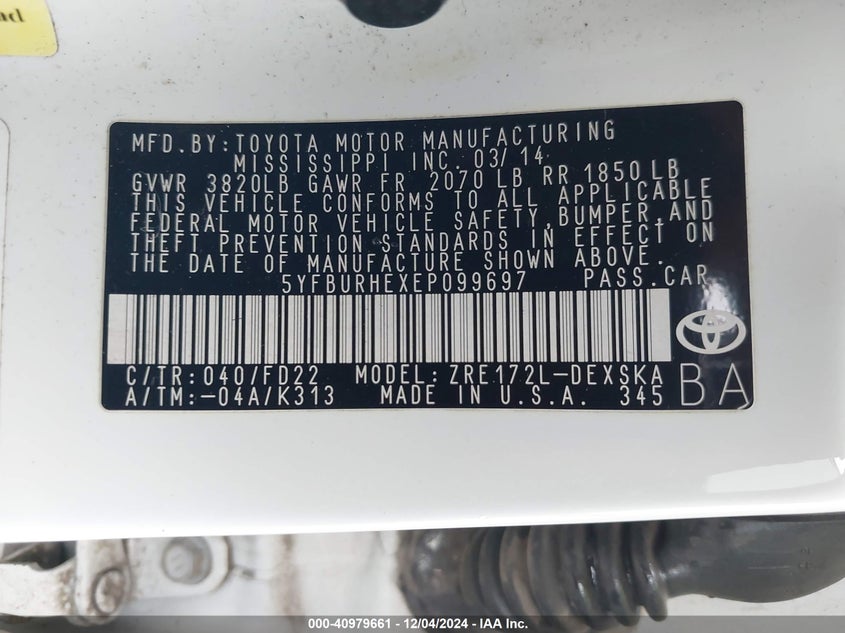 ad
MFD. BY: TOYOTA MOTOR MANUFACTURING
MISSISSIPPI INC. 03/14
GVWR 3820LB GAWR FR 2070 LB RR 1850 LB
THIS VEHICLE CONFORMS TO ALL APPLICABLE
FEDERAL MOTOR VEHICLE SAFETY, BUMPER, AND
THEFT PREVENTION STANDARDS IN EFFECT ON
THE DATE OF MANUFACTURE SHOWN ABOVE.
5YFBURHEXEP099697 PASS. CAR
C/TR: 040/FD22 MODEL: ZRE172L-DEXSKA
A/TM:-04A/K313 MADE IN U.S.A. 345 BA
000-40979661 - 12/04/2024 - IAA Inc.